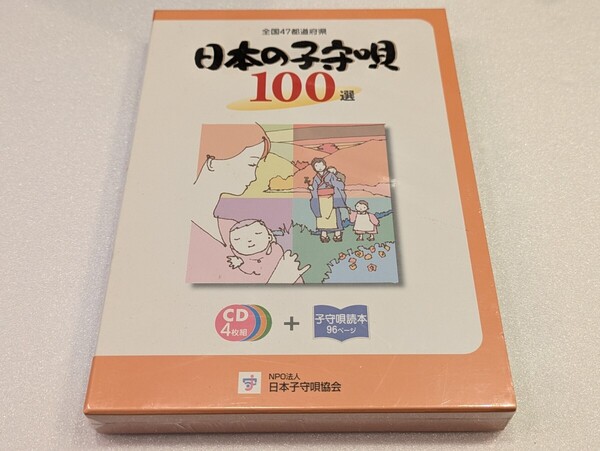 全国47都道府県
日本の子守唄
100選
CD
4枚組
+
子守唄読本
96ページ
NPO法人
日本子守唄協会